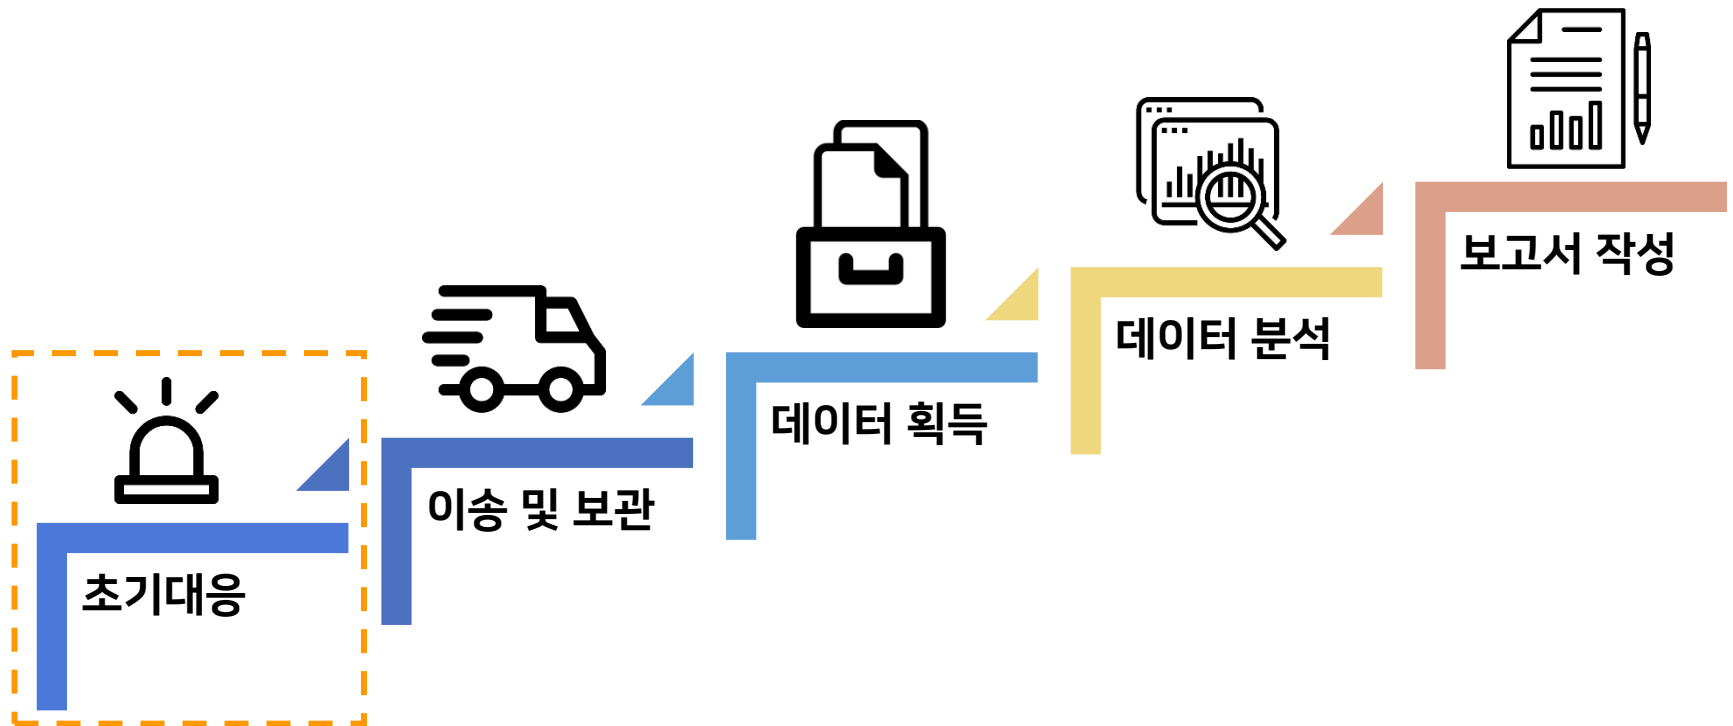 초기대응
이송 및 보관
데이터 획득
데이터 분석
보고서 작성